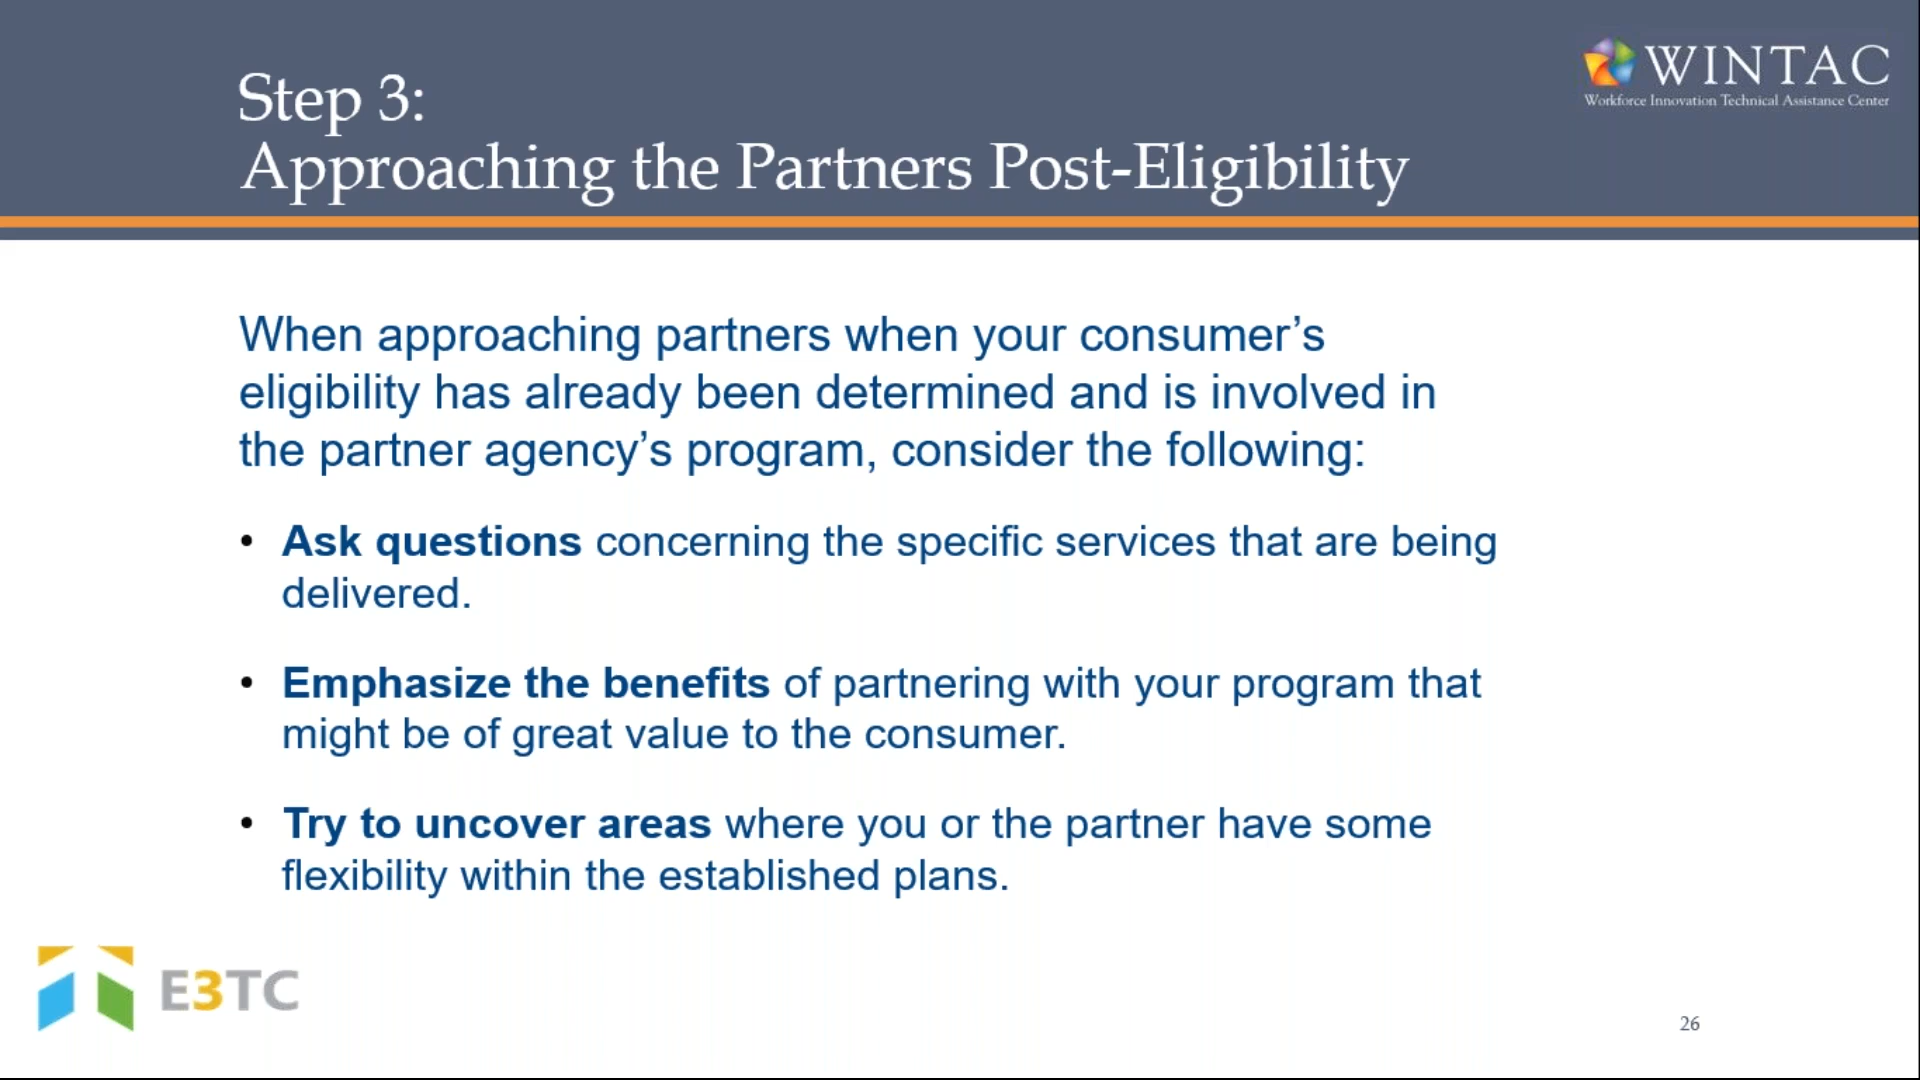 Step 3:
Approaching the Partners Post-Eligibility
WINTAC
Workforce Innovation Technical Assistance Center
When approaching partners when your consumer’s
eligibility has already been determined and is involved in
the partner agency’s program, consider the following:
• Ask questions concerning the specific services that are being
delivered.
• Emphasize the benefits of partnering with your program that
might be of great value to the consumer.
• Try to uncover areas where you or the partner have some
flexibility within the established plans.
E3TC
26